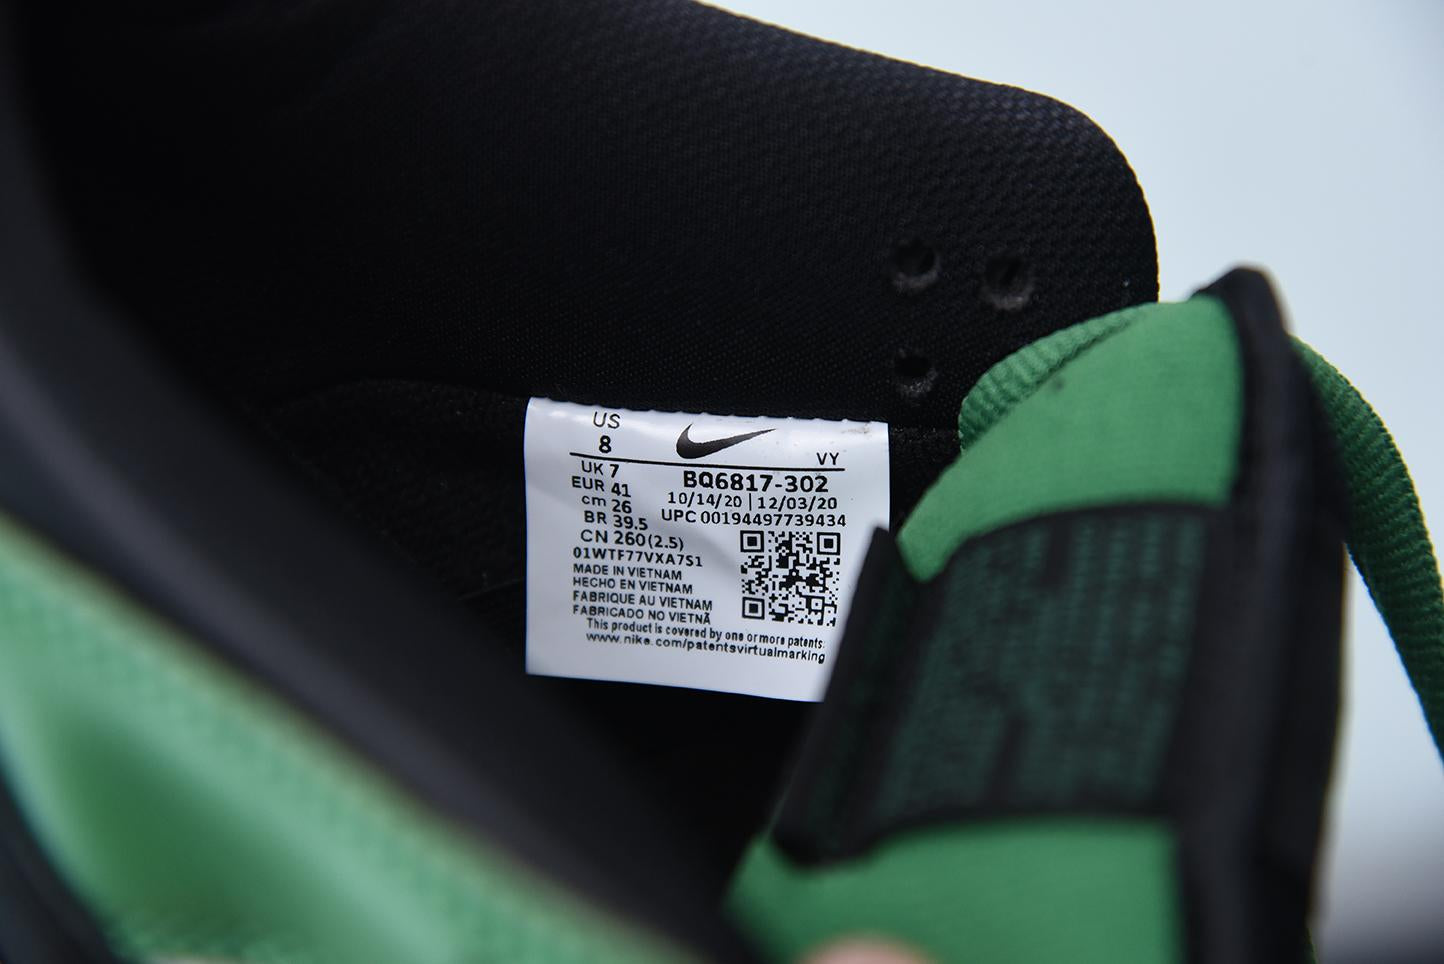 US
8
VY
UK 7
EUR 41
cm 26
BR 39.5
CN 260(2.5)
BQ6817-302
10/14/20 | 12/03/20
UPC 00194497739434
01WTF77VXA7S1
MADE IN VIETNAM
HECHO EN VIETNAM
FABRIQUE AU VIETNAM
FABRICADO NO VIETNÃ
This product is covered by one or more patents.
www.nike.com/patentsvirtualmarking